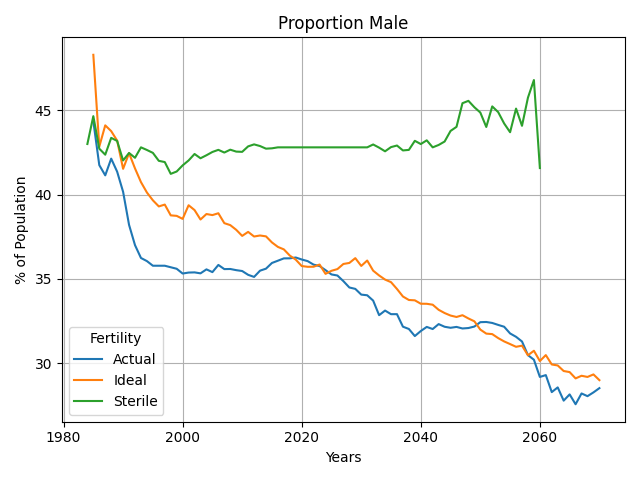 Proportion Male
% of Population
45
40
35
30
Fertility
Actual
Ideal
Sterile
1980 2000 2020 2040 2060
Years